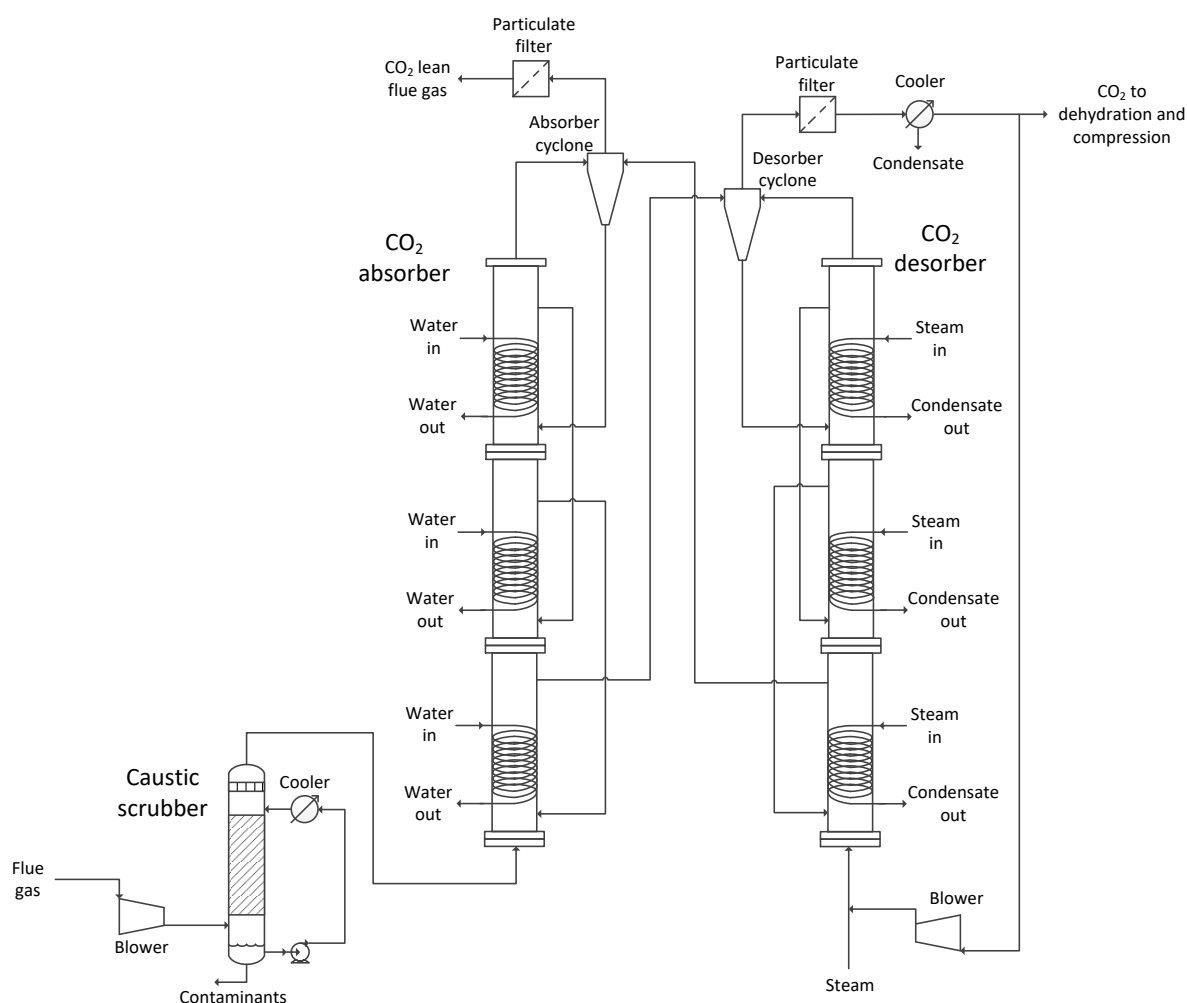 Particulate
filter
CO₂ lean
flue gas
Absorber
cyclone
Particulate
filter
Cooler
CO₂ to
dehydration and
compression
Condensate
Desorber
cyclone
CO₂
absorber
CO₂
desorber
Water
in
Water
out
Steam
in
Condensate
out
Water
in
Water
out
Steam
in
Condensate
out
Water
in
Water
out
Steam
in
Condensate
out
Caustic
scrubber
Cooler
Flue
gas
Blower
Contaminants
Blower
Steam